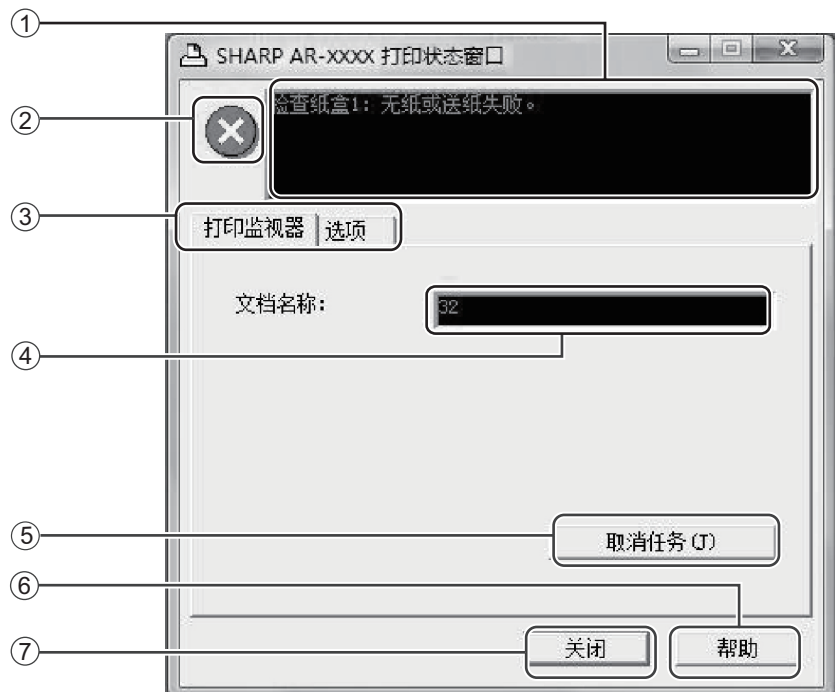 ①
SHARP AR-XXXX 打印状态窗口
②
检查纸盒1: 无纸或送纸失败。
③
打印监视器 选项
文档名称:
32
④
⑤
取消任务(J)
⑥
⑦
关闭 帮助